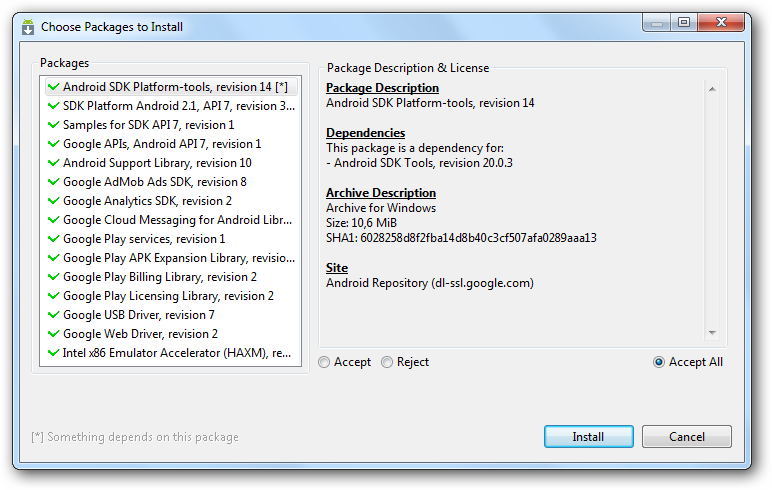 Choose Packages to Install
Packages
Android SDK Platform-tools, revision 14 [*]
SDK Platform Android 2.1, API 7, revision 3...
Samples for SDK API 7, revision 1
Google APIs, Android API 7, revision 1
Android Support Library, revision 10
Google AdMob Ads SDK, revision 8
Google Analytics SDK, revision 2
Google Cloud Messaging for Android Libr...
Google Play services, revision 1
Google Play APK Expansion Library, revisio...
Google Play Billing Library, revision 2
Google Play Licensing Library, revision 2
Google USB Driver, revision 7
Google Web Driver, revision 2
Intel x86 Emulator Accelerator (HAXM), re...
Package Description & License
Package Description
Android SDK Platform-tools, revision 14
Dependencies
This package is a dependency for:
- Android SDK Tools, revision 20.0.3
Archive Description
Archive for Windows
Size: 10,6 MiB
SHA1: 6028258d8f2fba14d8b40c3cf507afa0289aaa13
Site
Android Repository (dl-ssl.google.com)
Accept
Reject
Accept All
[*] Something depends on this package
Install
Cancel